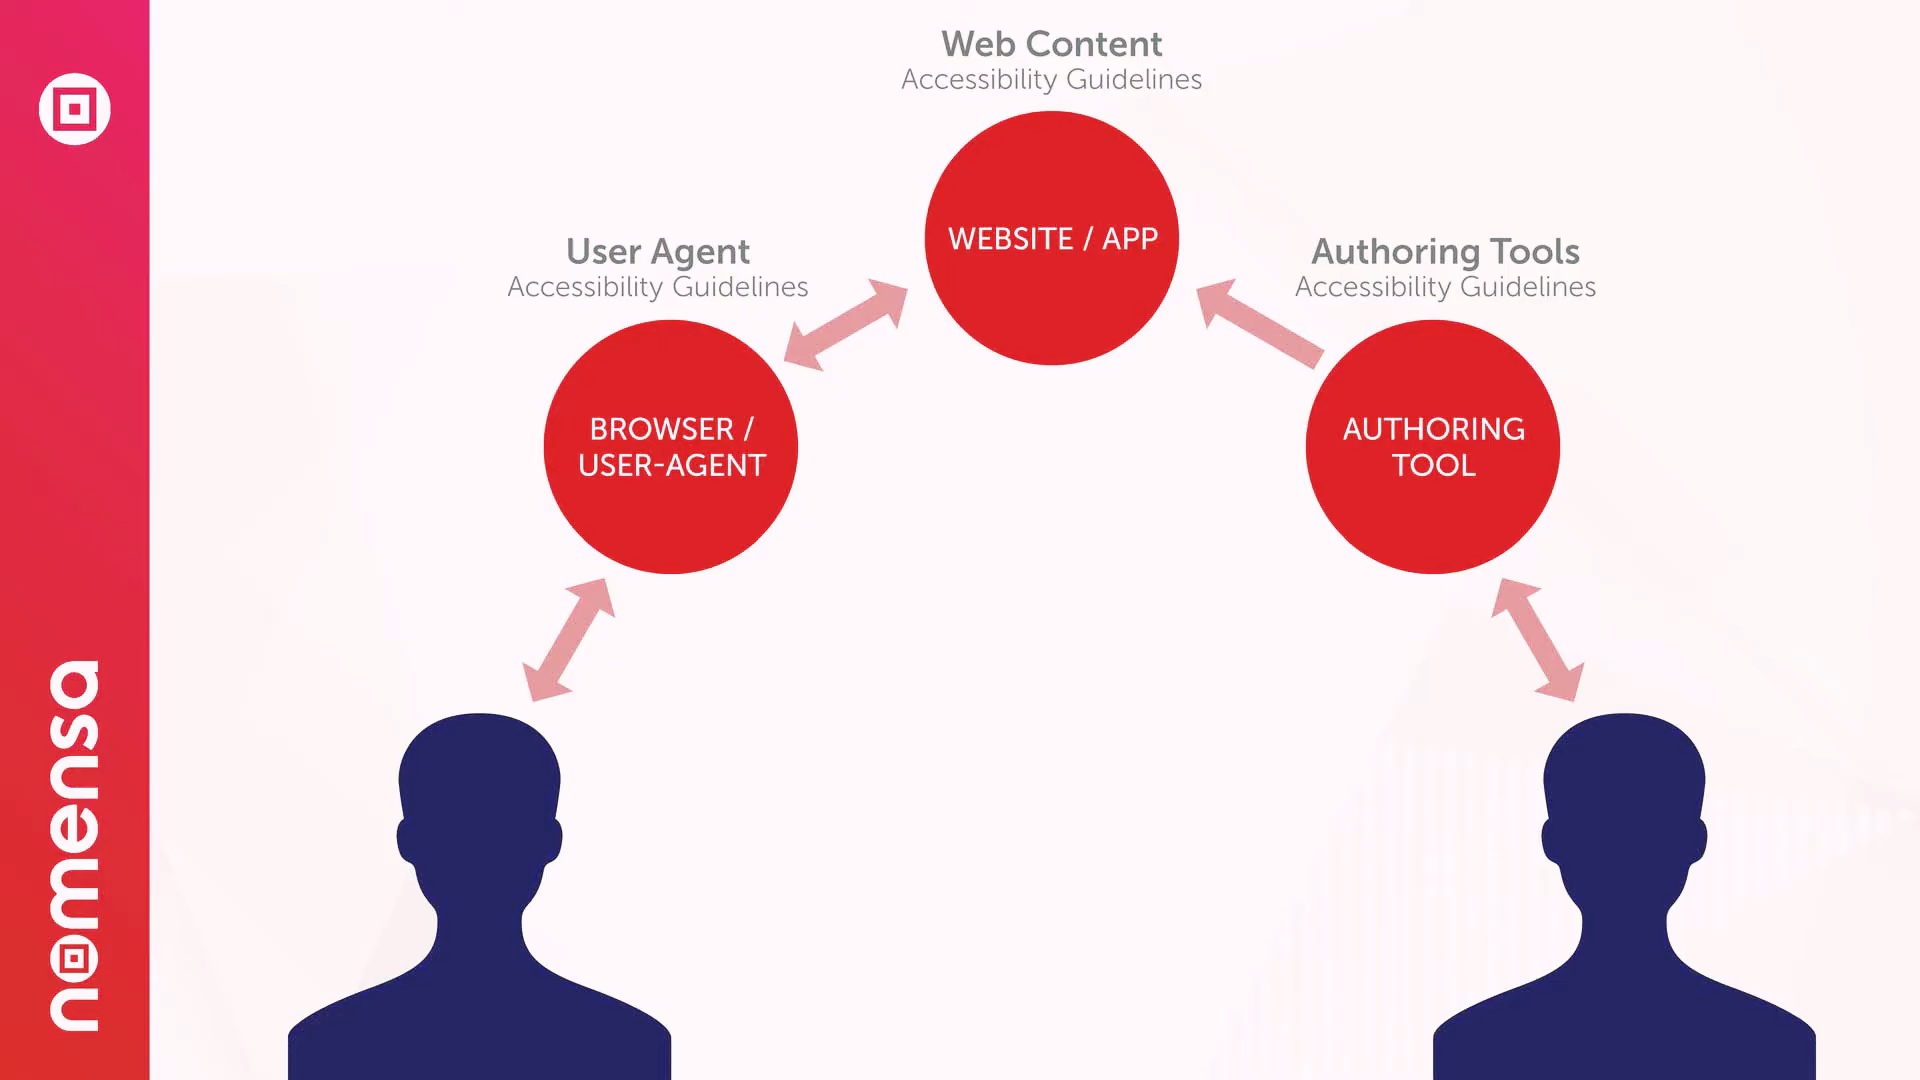 Web Content
Accessibility Guidelines
WEBSITE / APP
User Agent
Accessibility Guidelines
BROWSER /
USER-AGENT
Authoring Tools
Accessibility Guidelines
AUTHORING
TOOL
nomensa